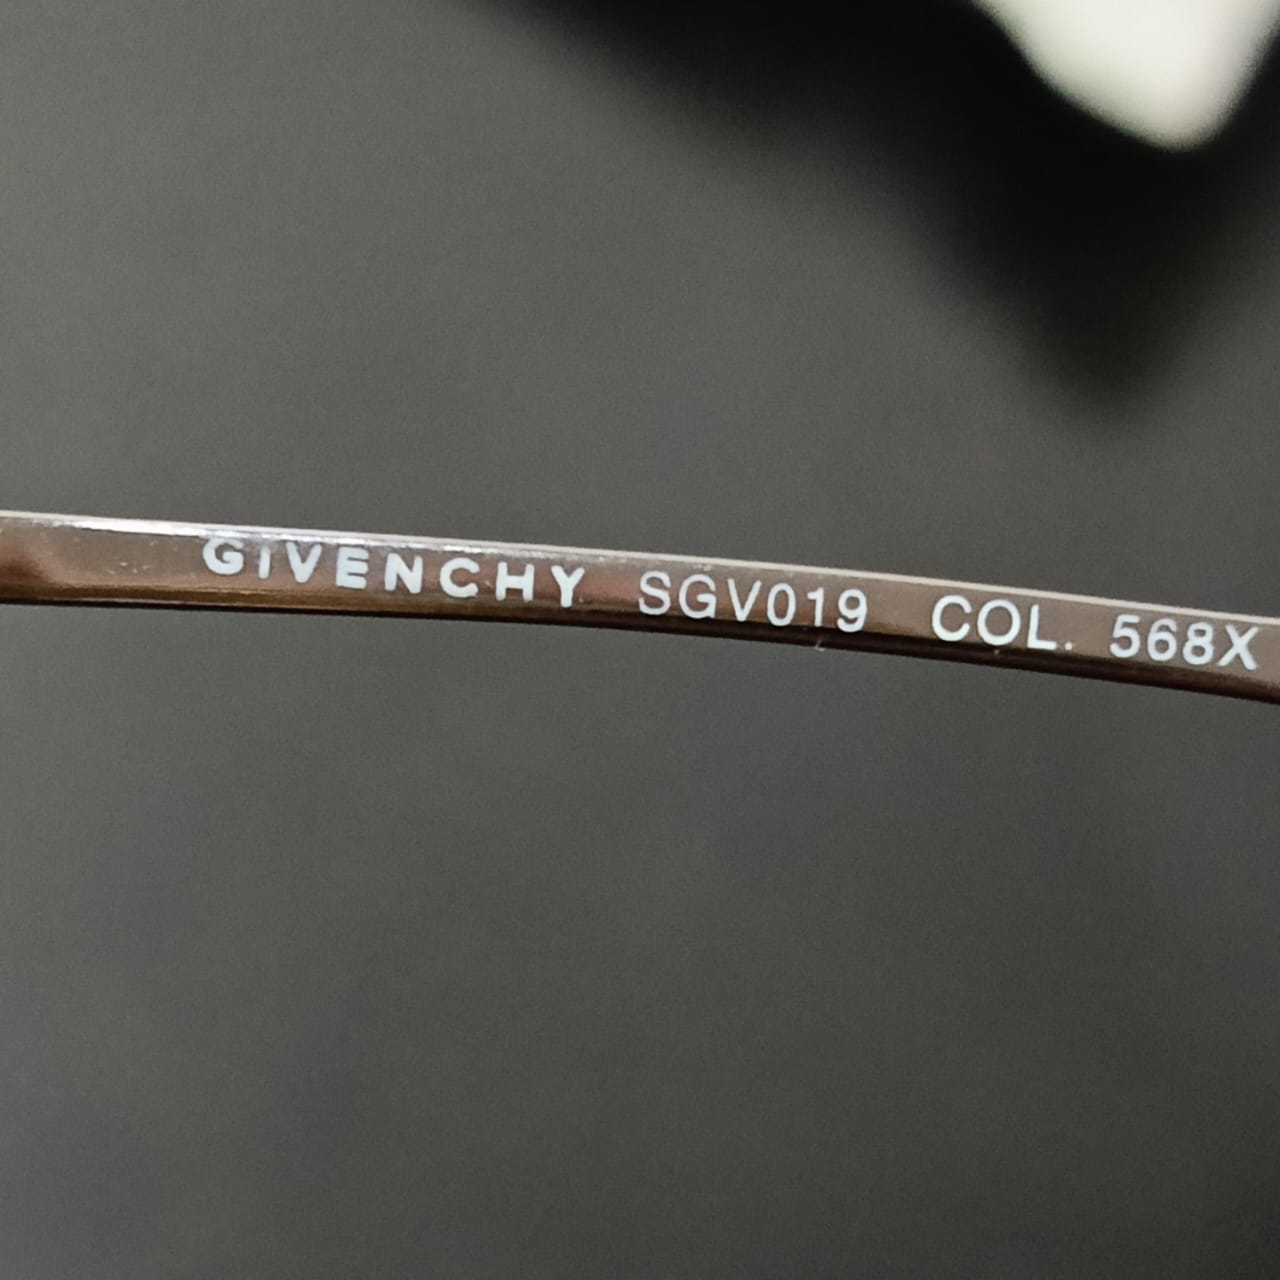 GIVENCHY SGV019 COL. 568X